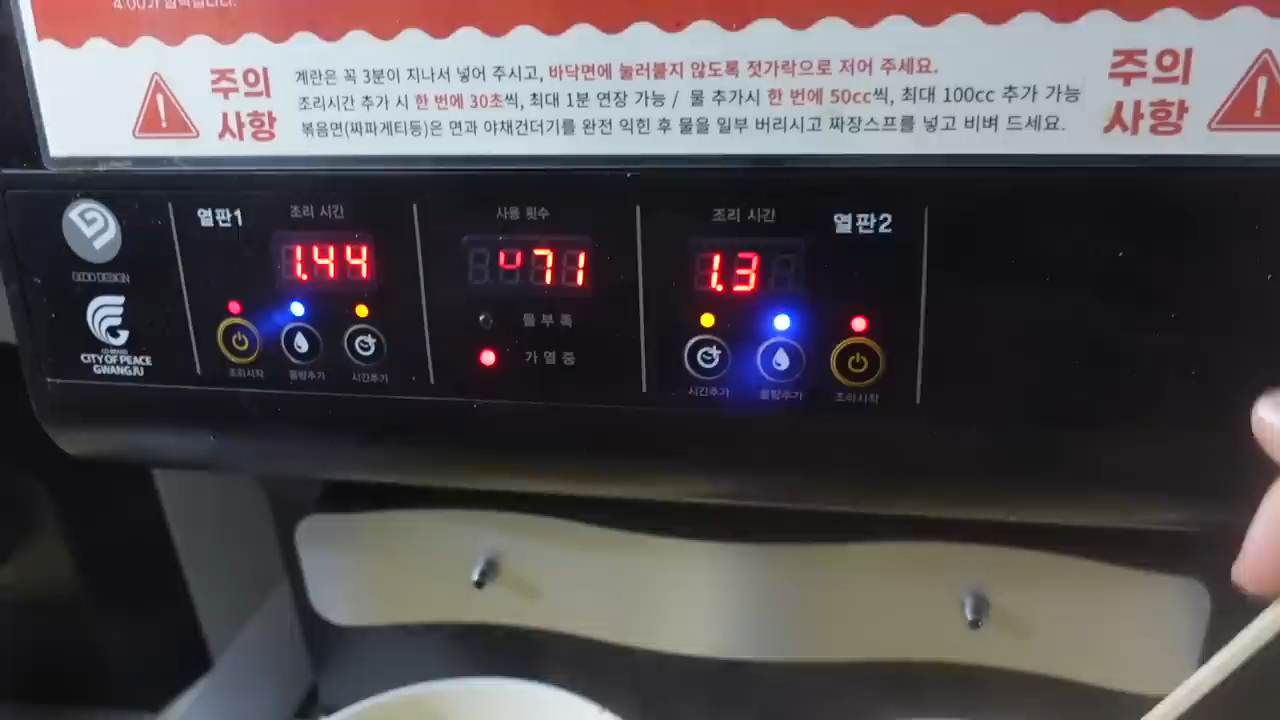 주의
사항
계란은 꼭 3분이 지나서 넣어 주시고, 바닥면에 눌러붙지 않도록 젓가락으로 저어 주세요.
조리시간 추가 시 한 번에 30초씩, 최대 1분 연장 가능 / 물 추가시 한 번에 50cc씩, 최대 100cc 추가 가능
볶음면(짜파게티등)은 면과 야채건더기를 완전 익힌 후 물을 일부 버리시고 짜장스프를 넣고 비벼 드세요.
주의
사항
GOOD DESIGN
CITY OF PEACE
GWANGJU
열판1
조리 시간
1.44
조리시작
물량추가
시간추가
사용 횟수
71
물 부 족
가 열 중
조리 시간
열판2
1.3
시간추가
물량추가
조리시작